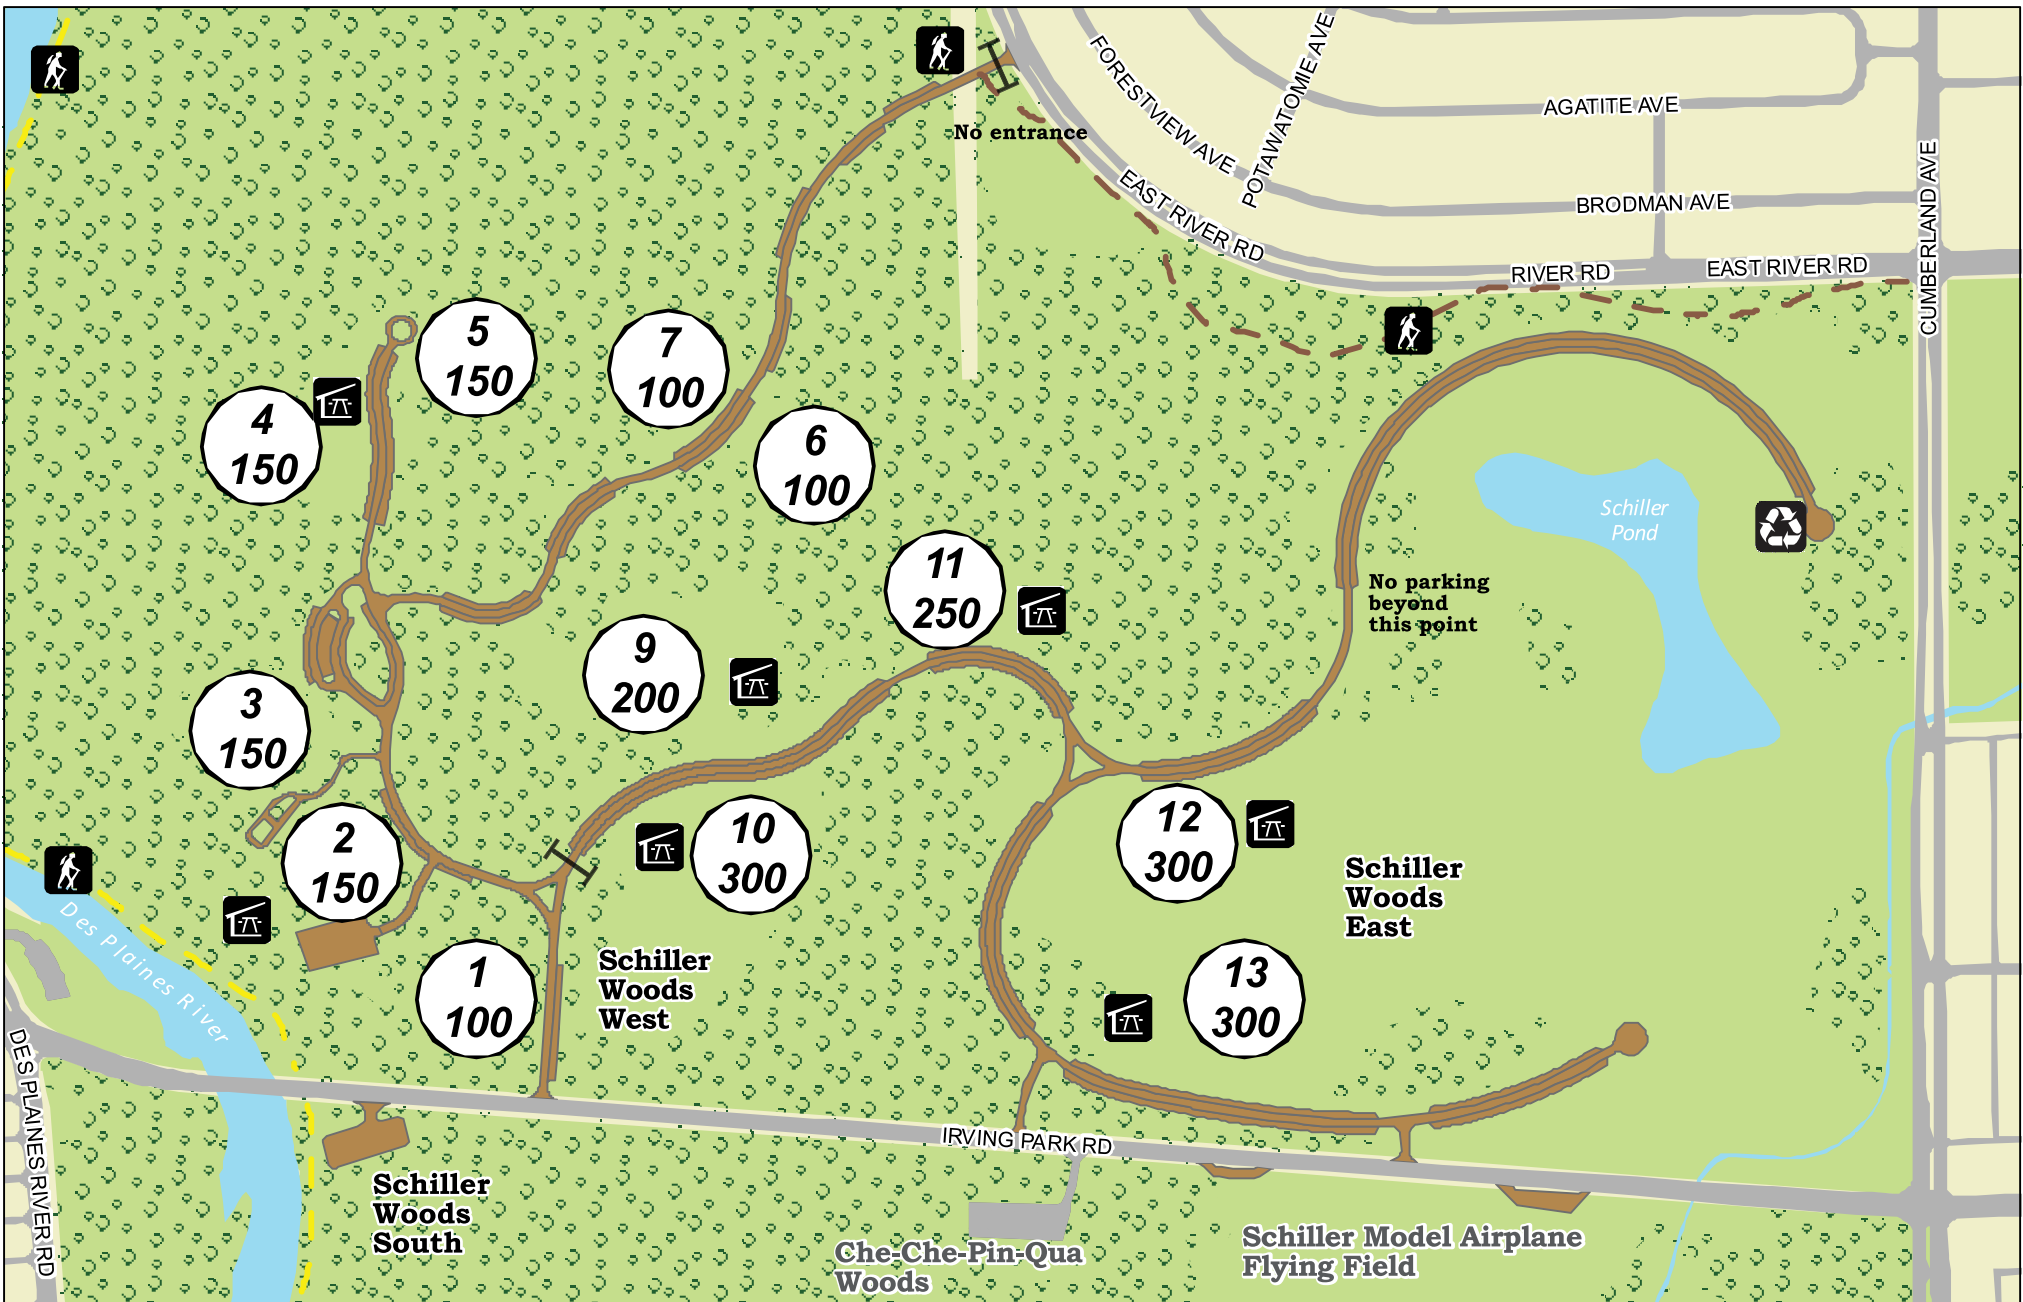 FORESTVIEW AVE
POTAWATOMIE AVE
AGATITE AVE
No entrance
EAST RIVER RD
BRODMAN AVE
CUMBERLAND AVE
RIVER RD
EAST RIVER RD
5
150
7
100
4
150
6
100
Schiller
Pond
11
250
No parking
beyond
this point
9
200
3
150
10
300
12
300
2
150
Schiller
Woods
East
Des Plaines River
1
100
Schiller
Woods
West
13
300
DES PLAINES RIVER RD
IRVING PARK RD
Schiller
Woods
South
Che-Che-Pin-Qua
Woods
Schiller Model Airplane
Flying Field